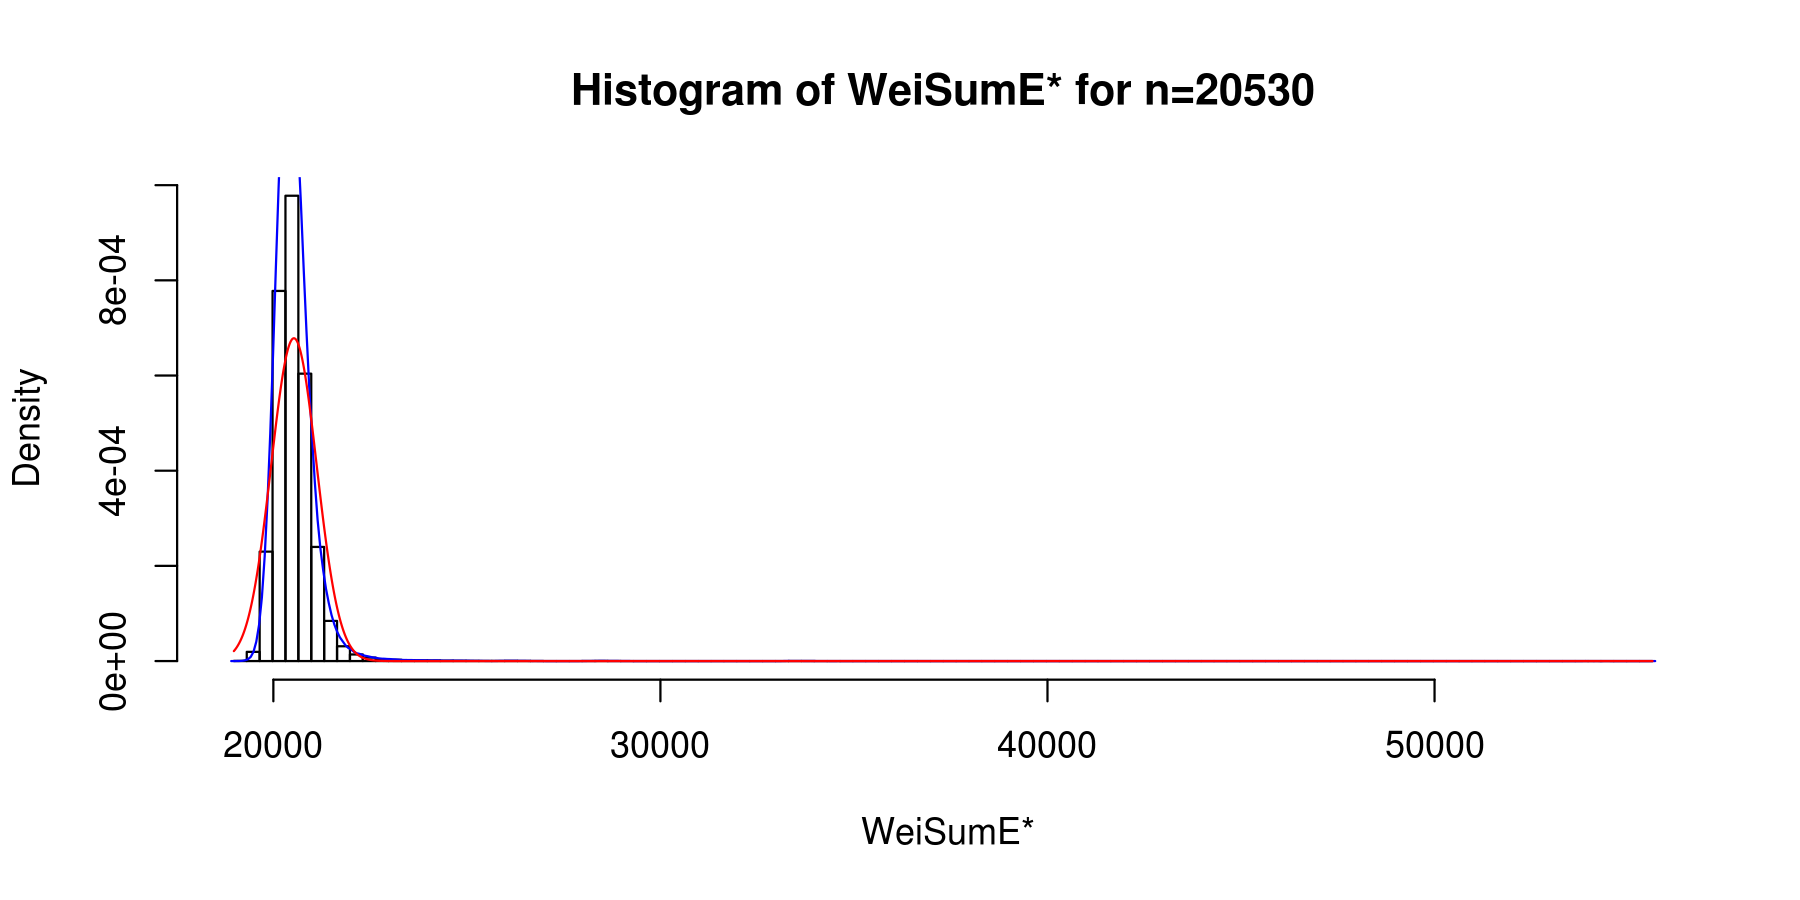 Histogram of WeiSumE* for n=20530
Density
8e-04
4e-04
0e+00
20000 30000 40000 50000
WeiSumE*